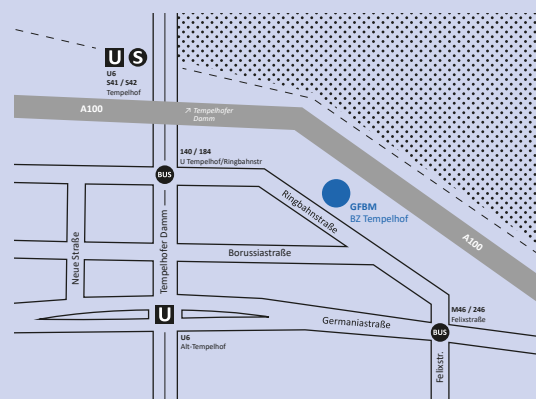 U S
U6
S41 / S42
Tempelhof
A100
↗ Tempelhofer
Damm
140 / 184
U Tempelhof/Ringbahnstr
BUS
Ringbahnstraße
GFBM
BZ Tempelhof
A100
Neue Straße
Tempelhofer Damm
Borussiastraße
U
Germaniastraße
M46 / 246
Felixstraße
BUS
U6
Alt-Tempelhof
Felixstr.